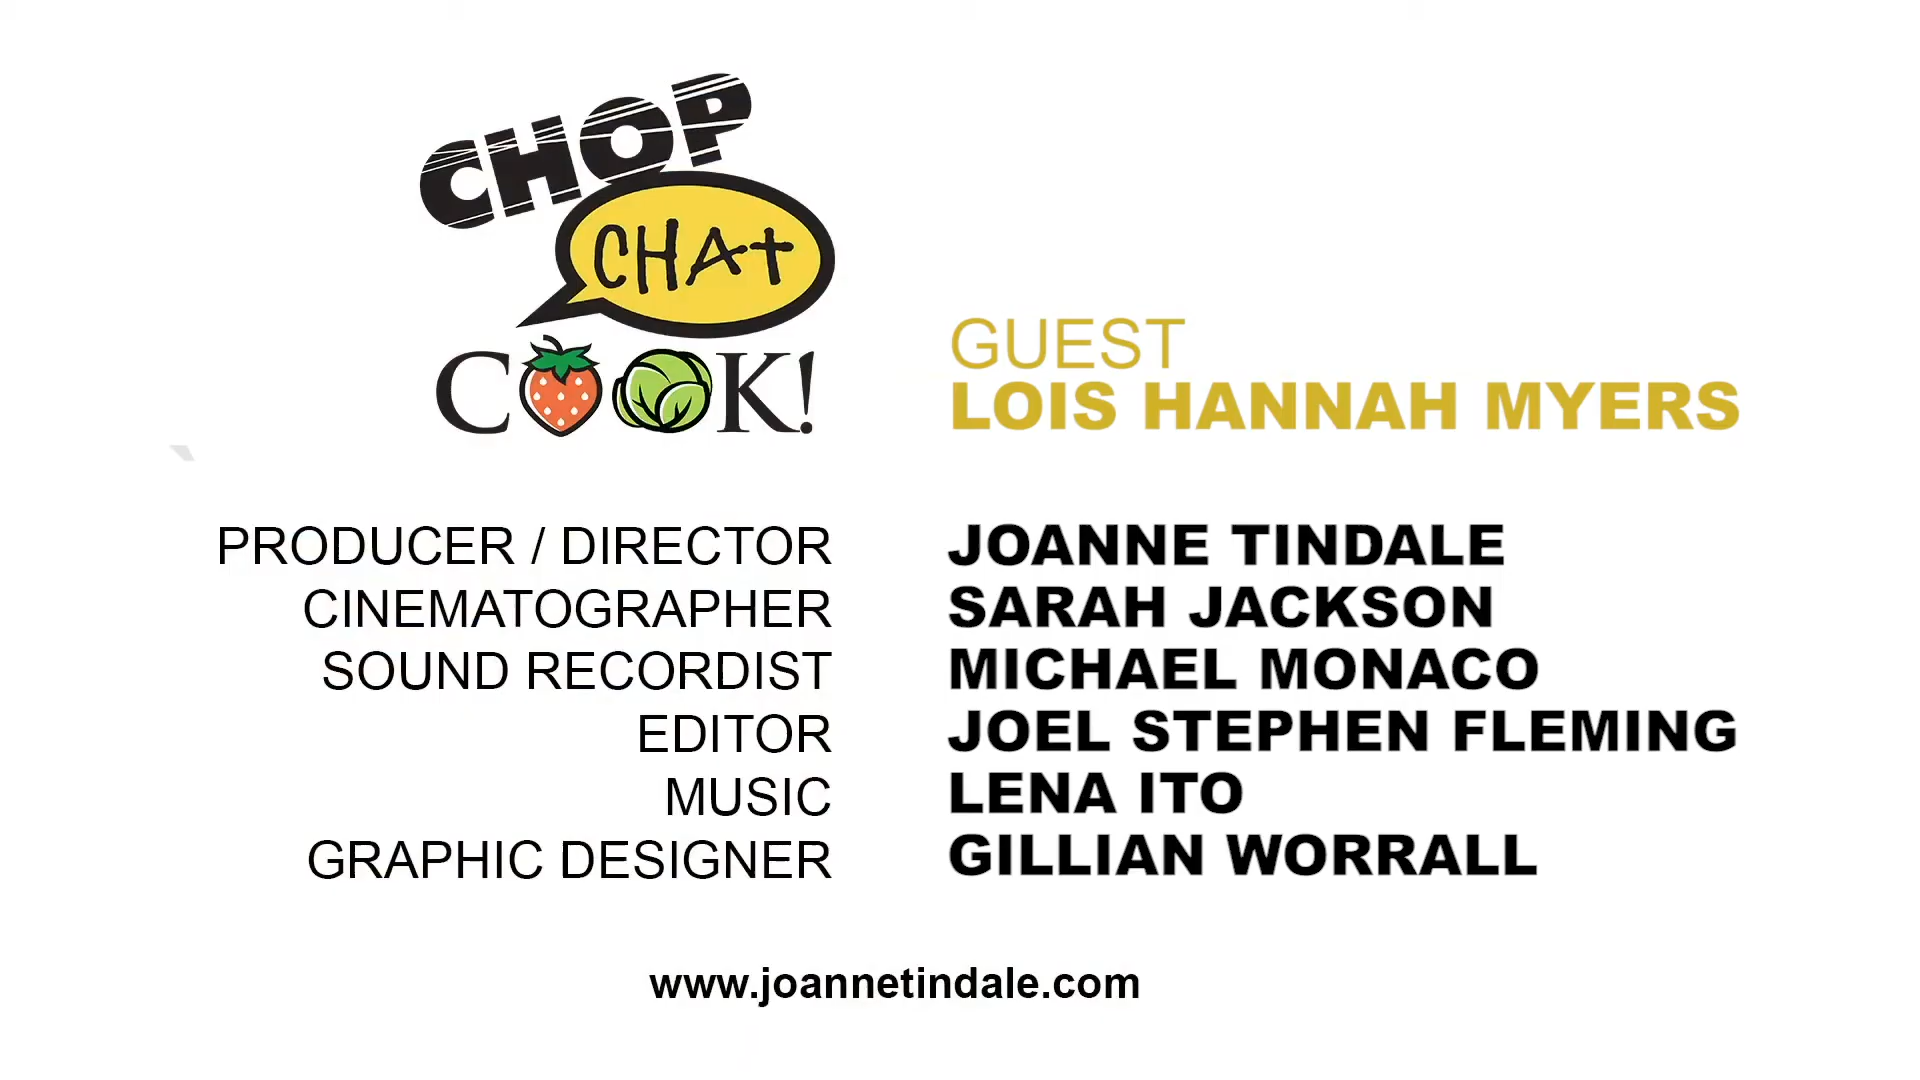 CHOP
CHAt
COOK!
GUEST
LOIS HANNAH MYERS
`
PRODUCER / DIRECTOR JOANNE TINDALE
CINEMATOGRAPHER SARAH JACKSON
SOUND RECORDIST MICHAEL MONACO
EDITOR JOEL STEPHEN FLEMING
MUSIC LENA ITO
GRAPHIC DESIGNER GILLIAN WORRALL
www.joannetindale.com